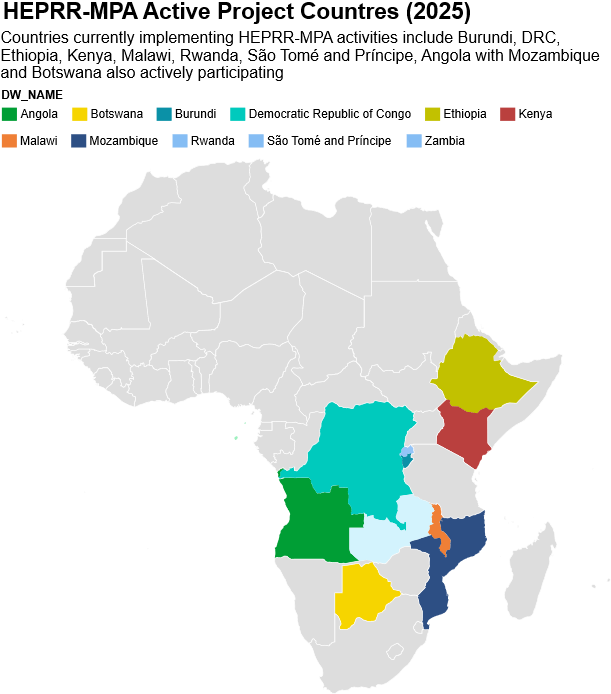 HEPRR-MPA Active Project Countres (2025)
Countries currently implementing HEPRR-MPA activities include Burundi, DRC,
Ethiopia, Kenya, Malawi, Rwanda, São Tomé and Príncipe, Angola with Mozambique
and Botswana also actively participating
DW_NAME
Angola Botswana Burundi Democratic Republic of Congo Ethiopia Kenya
Malawi Mozambique Rwanda São Tomé and Príncipe Zambia